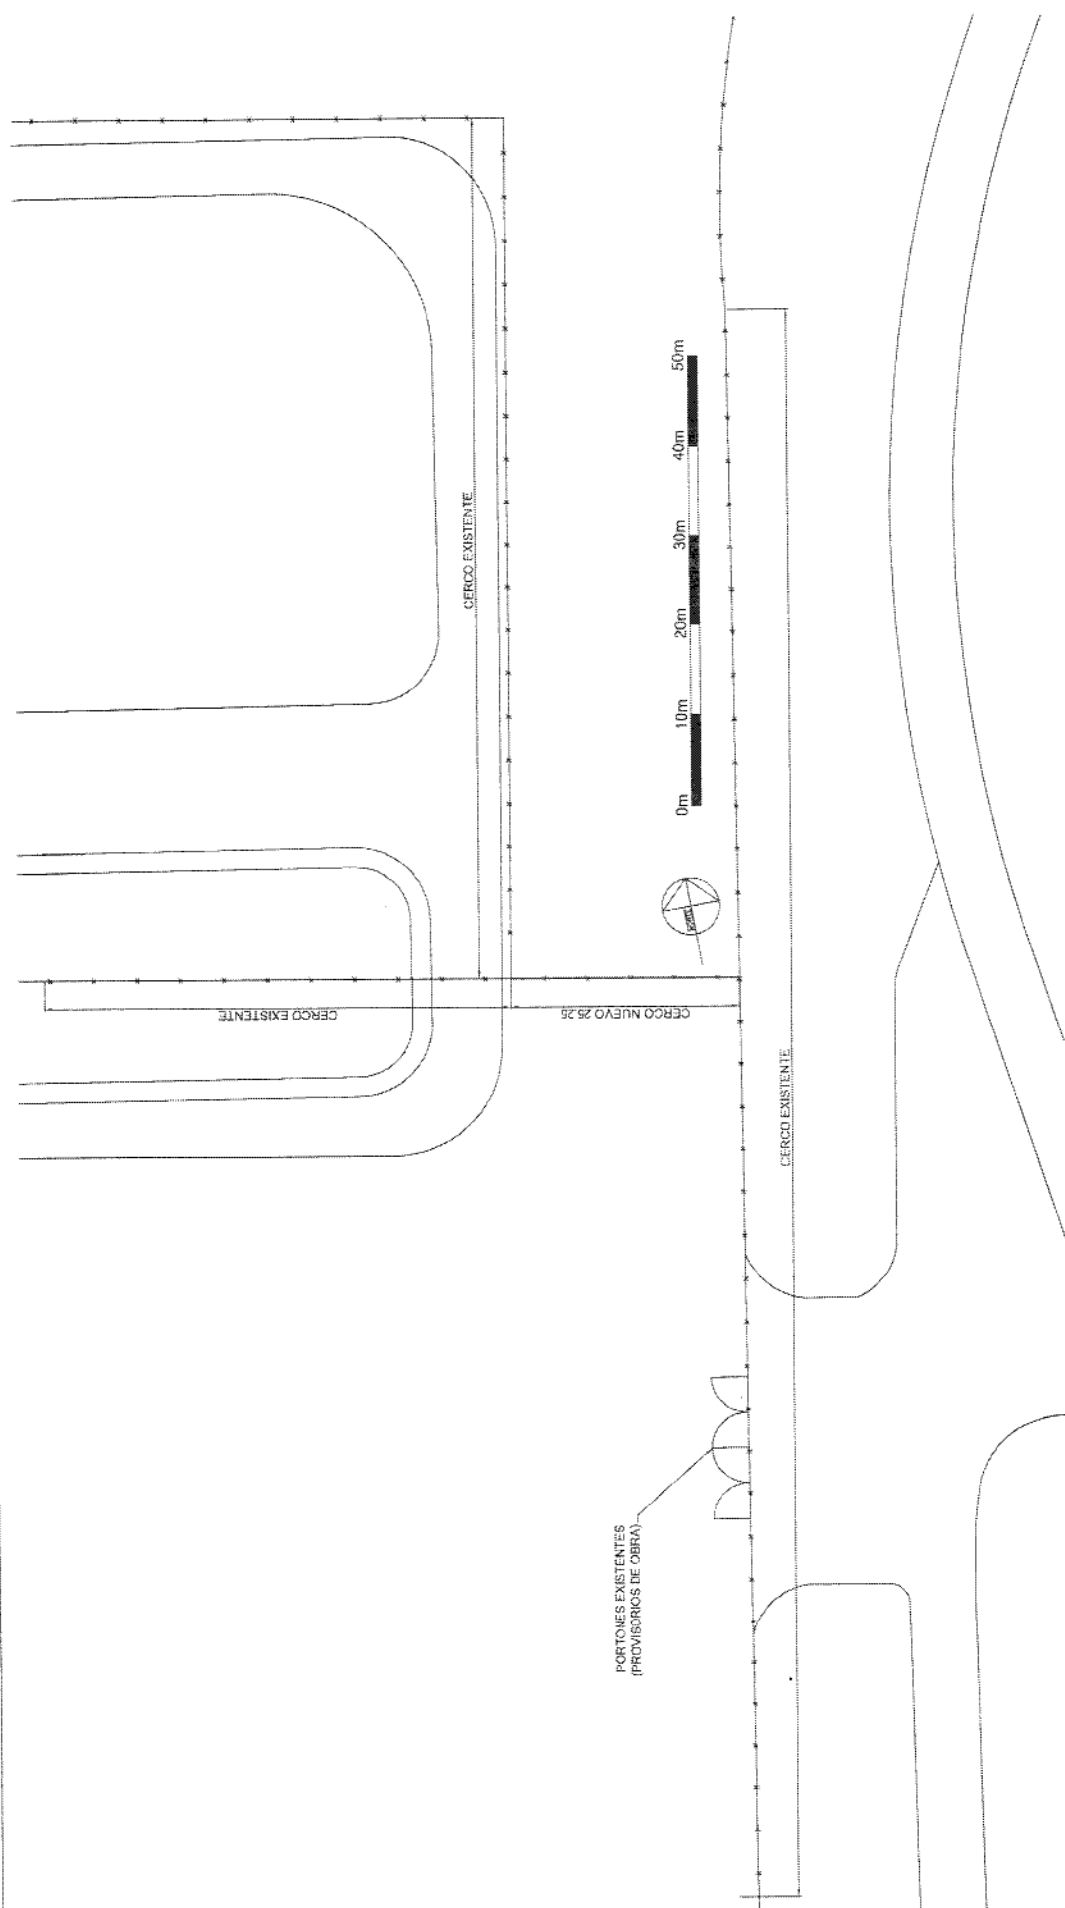 50m
40m
CERCO EXISTENTE
30m
20m
10m
0m
NORTE
CERCO EXISTENTE
CERCO NUEVO 25.25
CERCO EXISTENTE
PORTONES EXISTENTES
(PROVISORIOS DE OBRA)